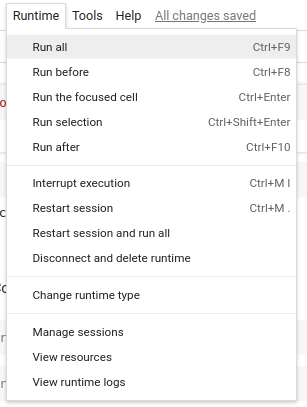 Runtime Tools Help All changes saved
Run all Ctrl+F9
Run before Ctrl+F8
Run the focused cell Ctrl+Enter
Run selection Ctrl+Shift+Enter
Run after Ctrl+F10
Interrupt execution Ctrl+M I
Restart session Ctrl+M .
Restart session and run all
Disconnect and delete runtime
Change runtime type
Manage sessions
View resources
View runtime logs